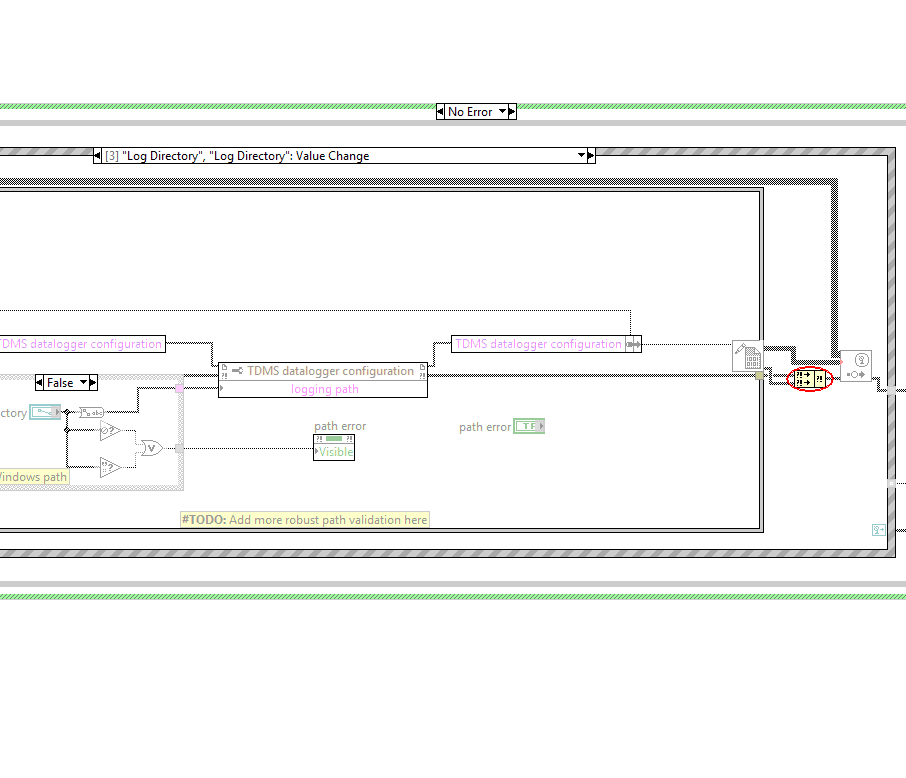 No Error
[3] "Log Directory", "Log Directory": Value Change
TDMS datalogger configuration
TDMS datalogger configuration
TDMS datalogger configuration
logging path
False
ctory
path error
Visible
path error
TF
Windows path
#TODO: Add more robust path validation here